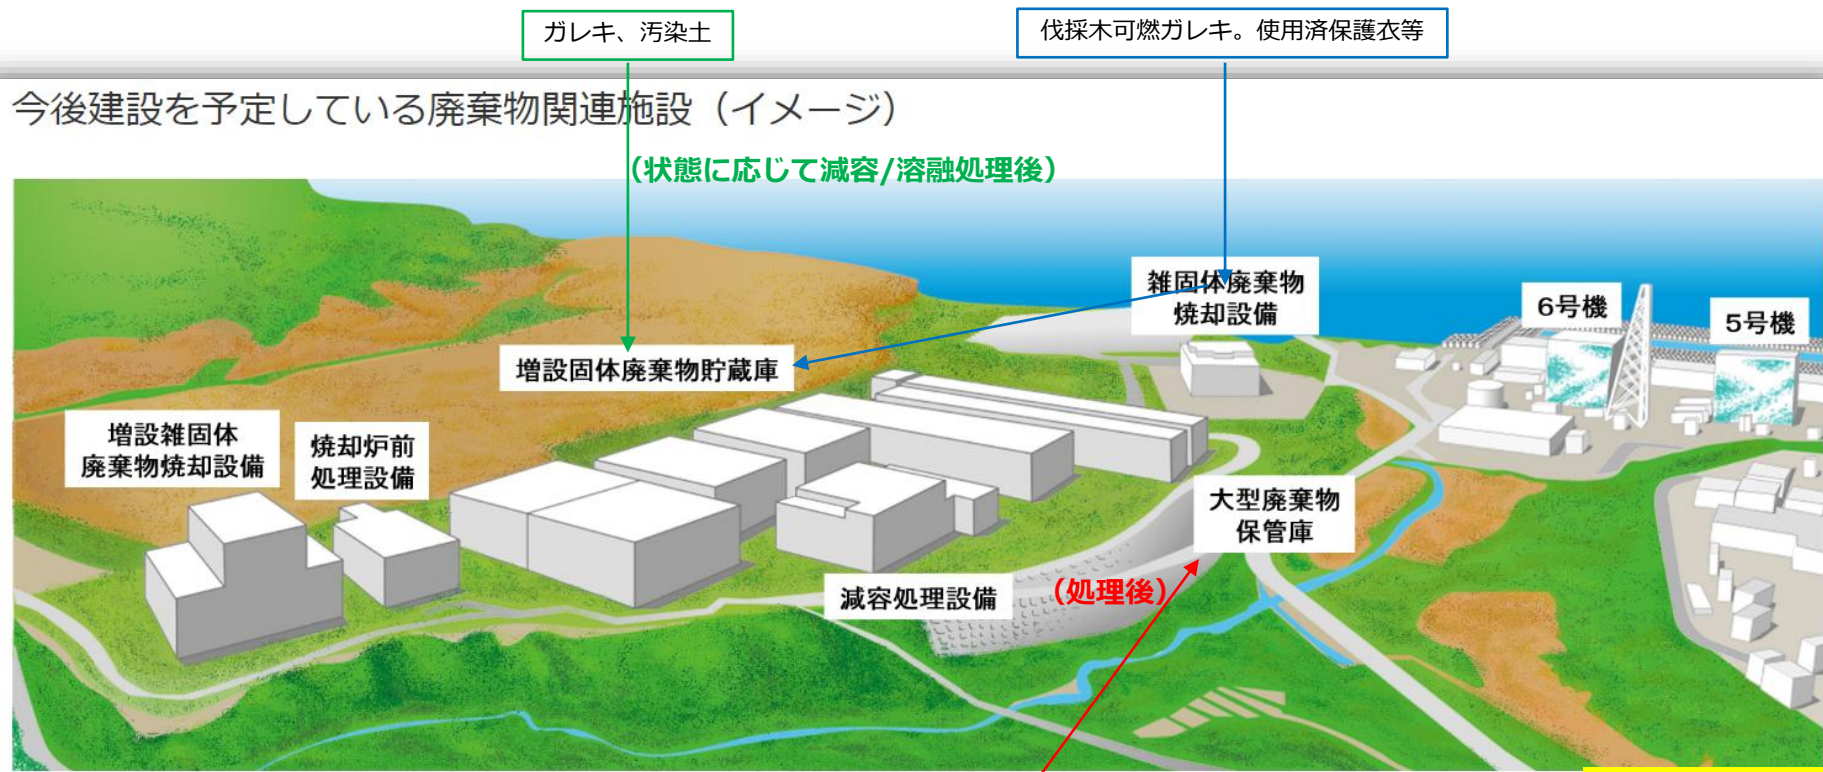 ガレキ、汚染土
伐採木可燃ガレキ。使用済保護衣等
今後建設を予定している廃棄物関連施設（イメージ）
（状態に応じて減容/溶融処理後）
雑固体廃棄物
焼却設備
6号機
5号機
増設固体廃棄物貯蔵庫
増設雑固体
廃棄物焼却設備
焼却炉前
処理設備
大型廃棄物
保管庫
減容処理設備
（処理後）